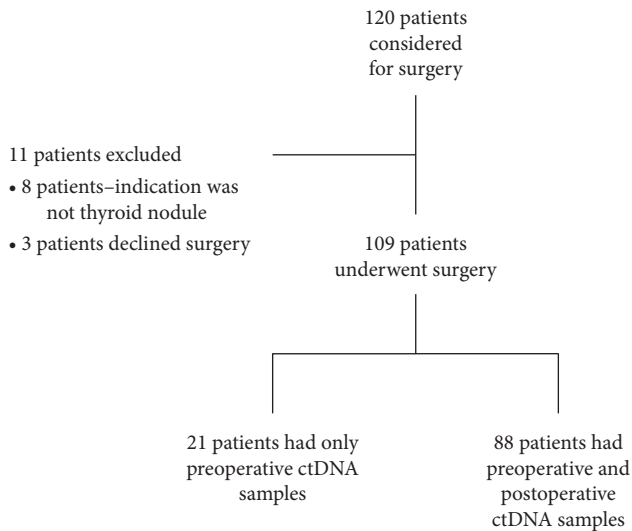 120 patients
considered
for surgery
11 patients excluded
• 8 patients–indication was
not thyroid nodule
• 3 patients declined surgery
109 patients
underwent surgery
21 patients had only
preoperative ctDNA
samples
88 patients had
preoperative and
postoperative
ctDNA samples